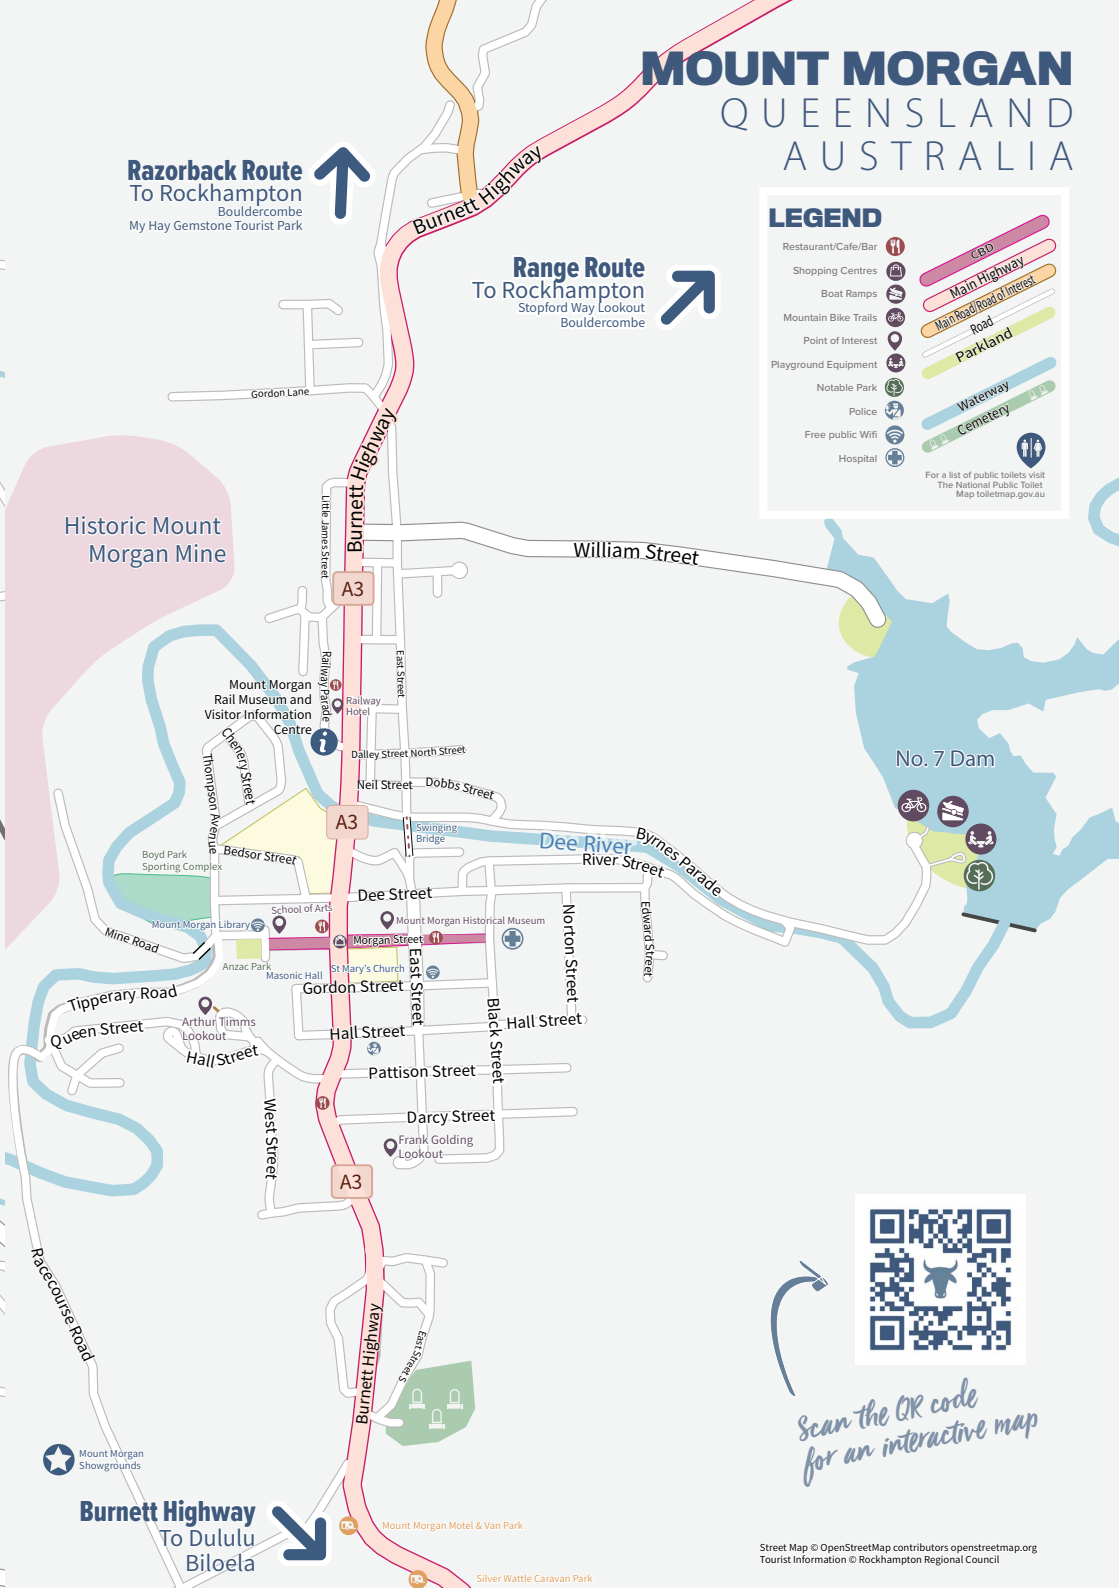 MOUNT MORGAN
QUEENSLAND
AUSTRALIA
Razorback Route
To Rockhampton
Bouldercombe
My Hay Gemstone Tourist Park
Burnett Highway
Range Route
To Rockhampton
Stopford Way Lookout
Bouldercombe
LEGEND
Restaurant/Cafe/Bar
Shopping Centres
Boat Ramps
Mountain Bike Trails
Point of Interest
Playground Equipment
Notable Park
Police
Free public Wifi
Hospital
CBD
Main Highway
Main Road/Road of Interest
Road
Parkland
Waterway
Cemetery
For a list of public toilets visit
The National Public Toilet
Map toiletmap.gov.au
Gordon Lane
Burnett Highway
Historic Mount
Morgan Mine
Little James Street
William Street
A3
East Street
Railway Parade
Mount Morgan
Rail Museum and
Visitor Information
Centre
Railway
Hotel
Chenery Street
Thompson Avenue
Dalley Street North Street
Neil Street
Dobbs Street
No. 7 Dam
A3
Swinging
Bridge
Dee River
Byrnes Parade
River Street
Boyd Park
Sporting Complex
Bedsor Street
Dee Street
School of Arts
Mount Morgan Library
Mount Morgan Historical Museum
Morgan Street
Mine Road
Norton Street
Edward Street
Anzac Park
Masonic Hall
St Mary's Church
East Street
Gordon Street
Tipperary Road
Arthur Timms
Lookout
Queen Street
Hall Street
Hall Street
Hall Street
Black Street
Pattison Street
West Street
Darcy Street
Frank Golding
Lookout
A3
Racecourse Road
Burnett Highway
East Street S
Scan the QR code
for an interactive map
Mount Morgan
Showgrounds
Burnett Highway
To Dululu
Biloela
Mount Morgan Motel & Van Park
Silver Wattle Caravan Park
Street Map © OpenStreetMap contributors openstreetmap.org
Tourist Information © Rockhampton Regional Council